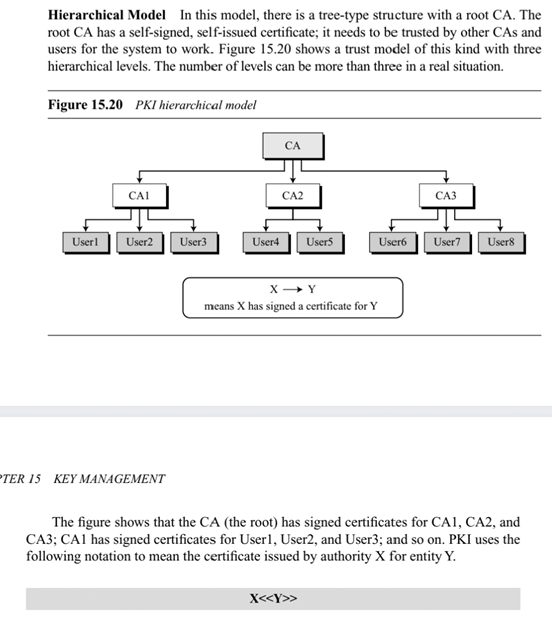 Hierarchical Model In this model, there is a tree-type structure with a root CA. The
root CA has a self-signed, self-issued certificate; it needs to be trusted by other CAs and
users for the system to work. Figure 15.20 shows a trust model of this kind with three
hierarchical levels. The number of levels can be more than three in a real situation.
Figure 15.20 PKI hierarchical model
CA
CA1 CA2 CA3
User1 User2 User3 User4 User5 User6 User7 User8
X → Y
means X has signed a certificate for Y
PTER 15 KEY MANAGEMENT
The figure shows that the CA (the root) has signed certificates for CA1, CA2, and
CA3; CA1 has signed certificates for User1, User2, and User3; and so on. PKI uses the
following notation to mean the certificate issued by authority X for entity Y.
X<<Y>>